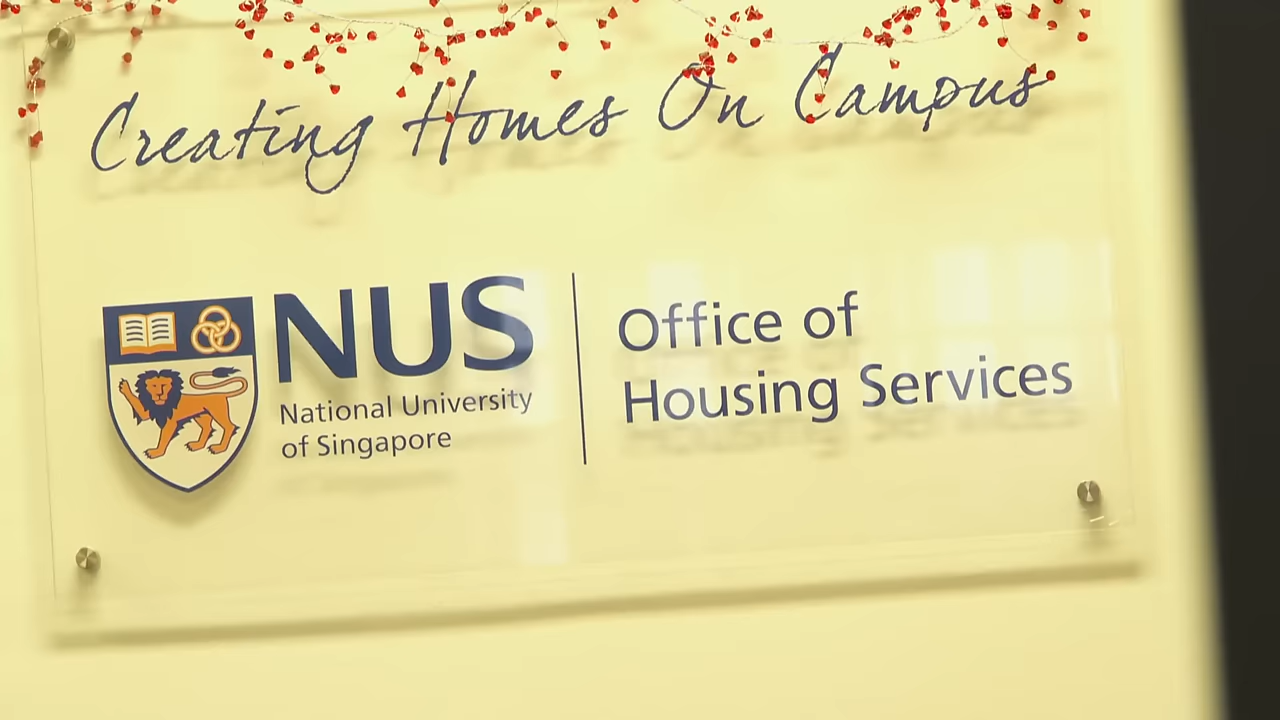 Creating Homes On Campus
NUS
National University
of Singapore
Office of
Housing Services